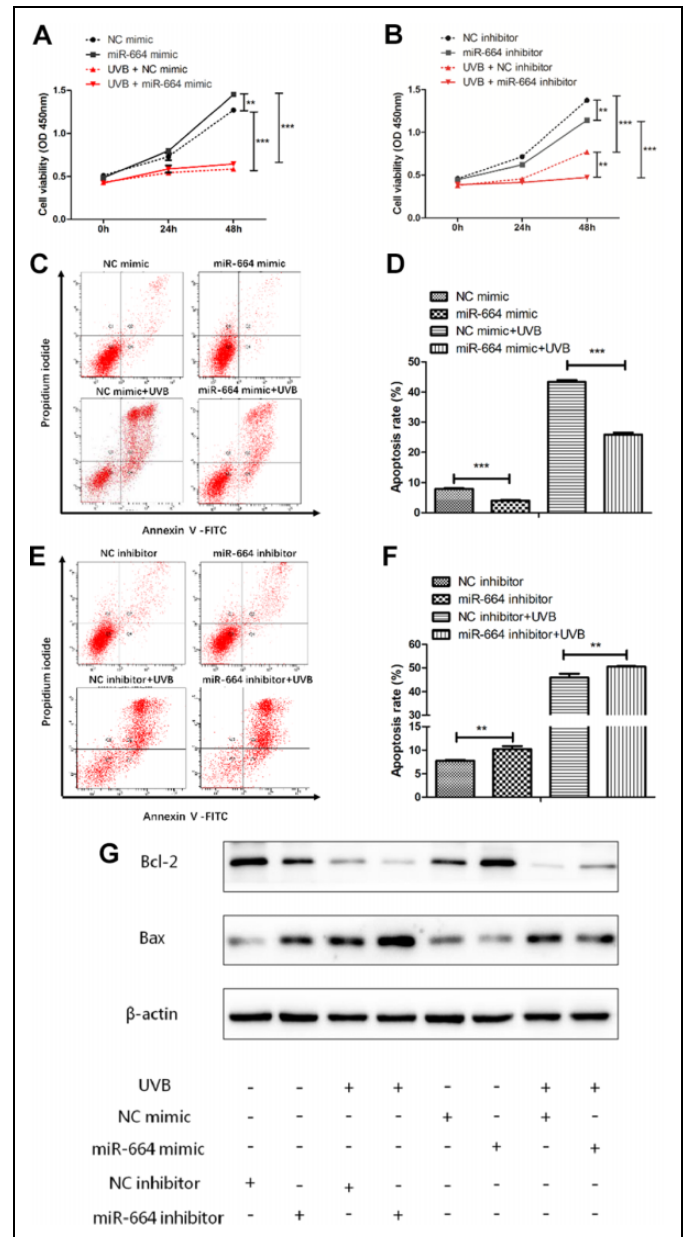 A
NC mimic
miR-664 mimic
UVB + NC mimic
UVB + miR-664 mimic
Cell viability (OD 450nm)
1.5
1.0
0.5
0.0
0h 24h 48h
** *** ***
B
NC inhibitor
miR-664 inhibitor
UVB + NC inhibitor
UVB + miR-664 inhibitor
Cell viability (OD 450nm)
1.5
1.0
0.5
0.0
0h 24h 48h
** *** ***
**
C
NC mimic miR-664 mimic
NC mimic+UVB miR-664 mimic+UVB
Propidium iodide
Annexin V -FITC
D
NC mimic
miR-664 mimic
NC mimic+UVB
miR-664 mimic+UVB
Apoptosis rate (%)
50
40
30
20
10
0
***
***
E
NC inhibitor miR-664 inhibitor
NC inhibitor+UVB miR-664 inhibitor+UVB
Propidium iodide
Annexin V -FITC
F
NC inhibitor
miR-664 inhibitor
NC inhibitor+UVB
miR-664 inhibitor+UVB
Apoptosis rate (%)
60
50
40
30
20
15
10
5
0
**
**
G
Bcl-2
Bax
β-actin
UVB - - + + - - + +
NC mimic - - - - + - + -
miR-664 mimic - - - - - + - +
NC inhibitor + - + - - - - -
miR-664 inhibitor - + - + - - - -